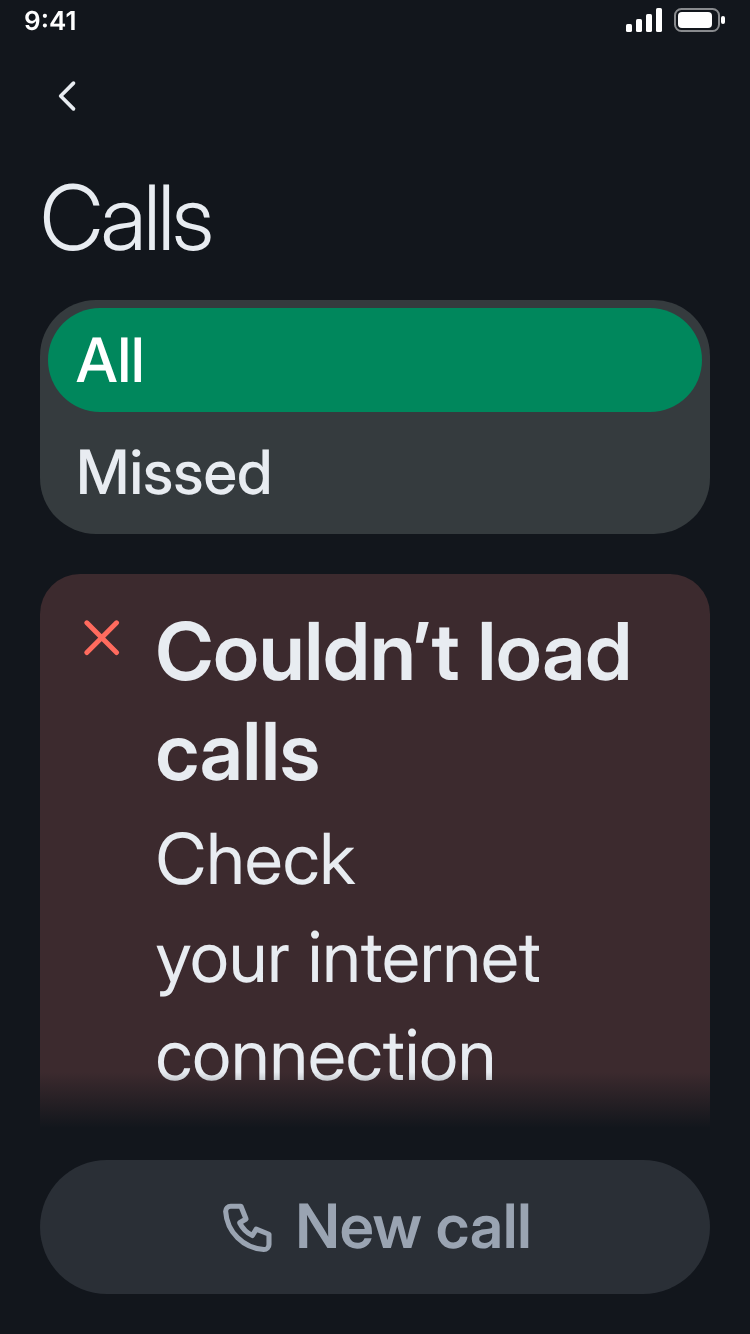 9:41
Calls
All
Missed
Couldn’t load
calls
Check
your internet
connection
New call